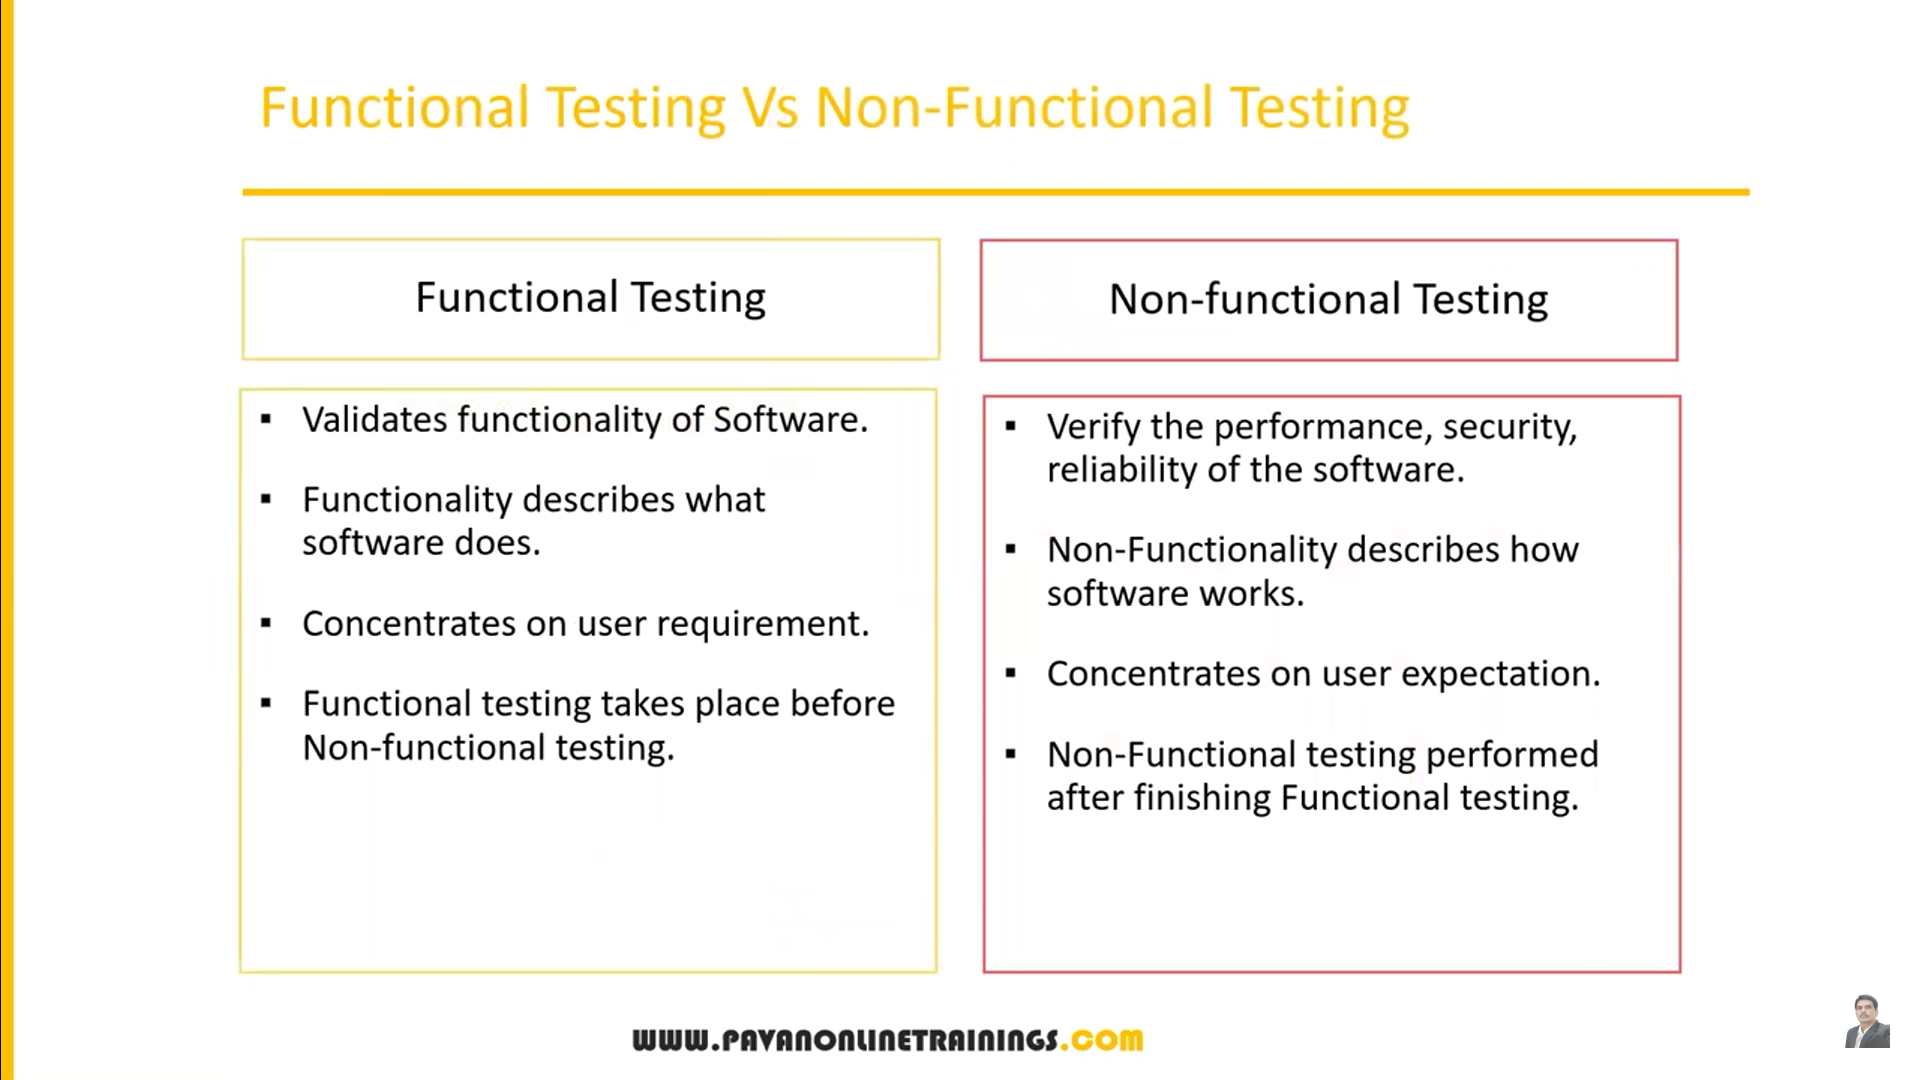 Functional Testing Vs Non-Functional Testing
Functional Testing
▪ Validates functionality of Software.
▪ Functionality describes what
software does.
▪ Concentrates on user requirement.
▪ Functional testing takes place before
Non-functional testing.
Non-functional Testing
▪ Verify the performance, security,
reliability of the software.
▪ Non-Functionality describes how
software works.
▪ Concentrates on user expectation.
▪ Non-Functional testing performed
after finishing Functional testing.
WWW.PAVANONLINETRAININGS.COM